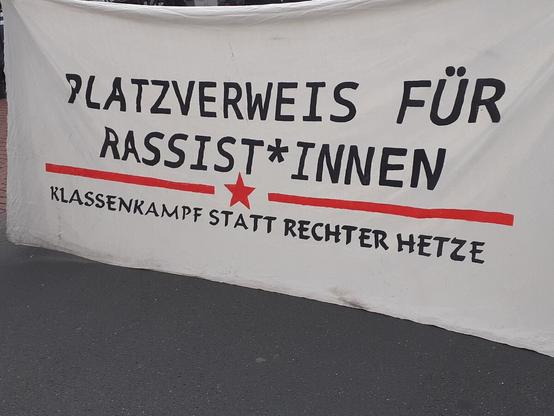 PLATZVERWEIS FÜR
RASSIST*INNEN
KLASSENKAMPF STATT RECHTER HETZE